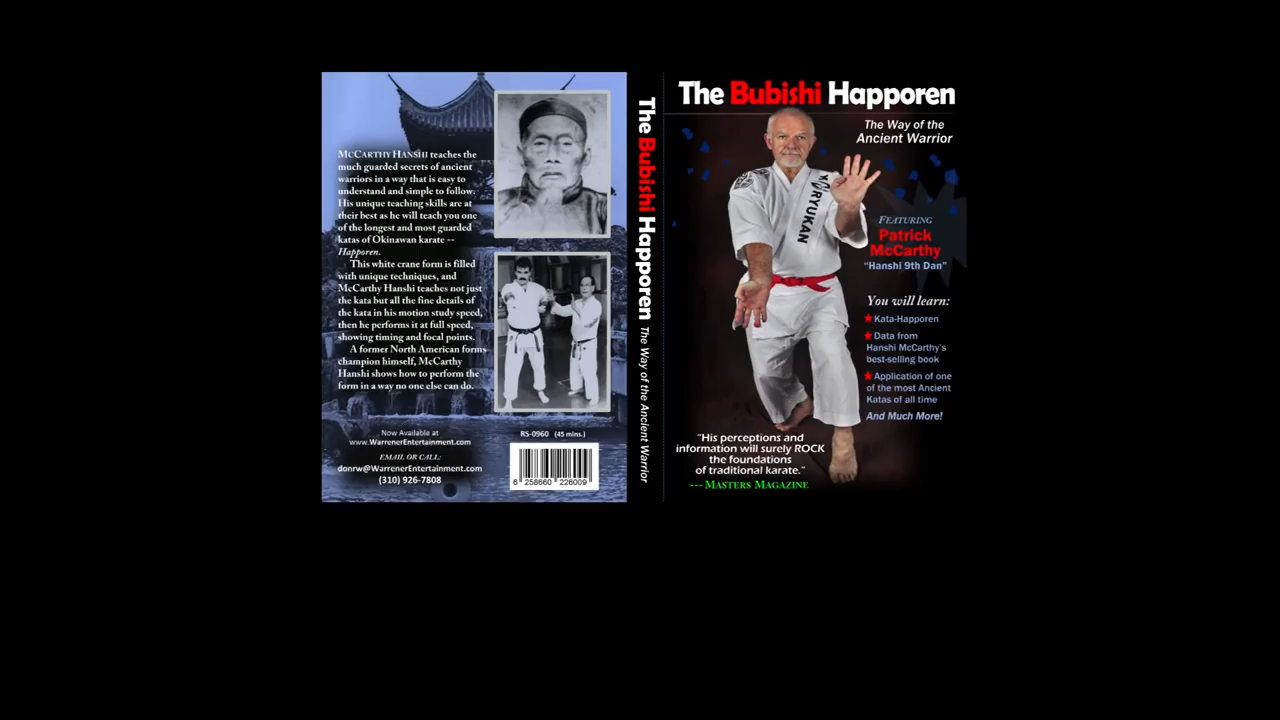 McCARTHY HANSHI teaches the
much guarded secrets of ancient
warriors in a way that is easy to
understand and simple to follow.
His unique teaching skills are at
their best as he will teach you one
of the longest and most guarded
katas of Okinawan karate --
Happoren.
This white crane form is filled
with unique techniques, and
McCarthy Hanshi teaches not just
the kata but all the fine details of
the kata in his motion study speed,
then he performs it at full speed,
showing timing and focal points.
A former North American forms
champion himself, McCarthy
Hanshi shows how to perform the
form in a way no one else can do.
Now Available at
www.WarrenerEntertainment.com
EMAIL OR CALL:
donrw@WarrenerEntertainment.com
(310) 926-7808
RS-0960 (45 mins.)
6 258660 226009
The Bubishi Happoren The Way of the Ancient Warrior
The Bubishi Happoren
The Way of the
Ancient Warrior
MURYUKAN
FEATURING
Patrick
McCarthy
"Hanshi 9th Dan"
You will learn:
Kata-Happoren
Data from
Hanshi McCarthy's
best-selling book
Application of one
of the most Ancient
Katas of all time
And Much More!
"His perceptions and
information will surely ROCK
the foundations
of traditional karate."
--- MASTERS MAGAZINE